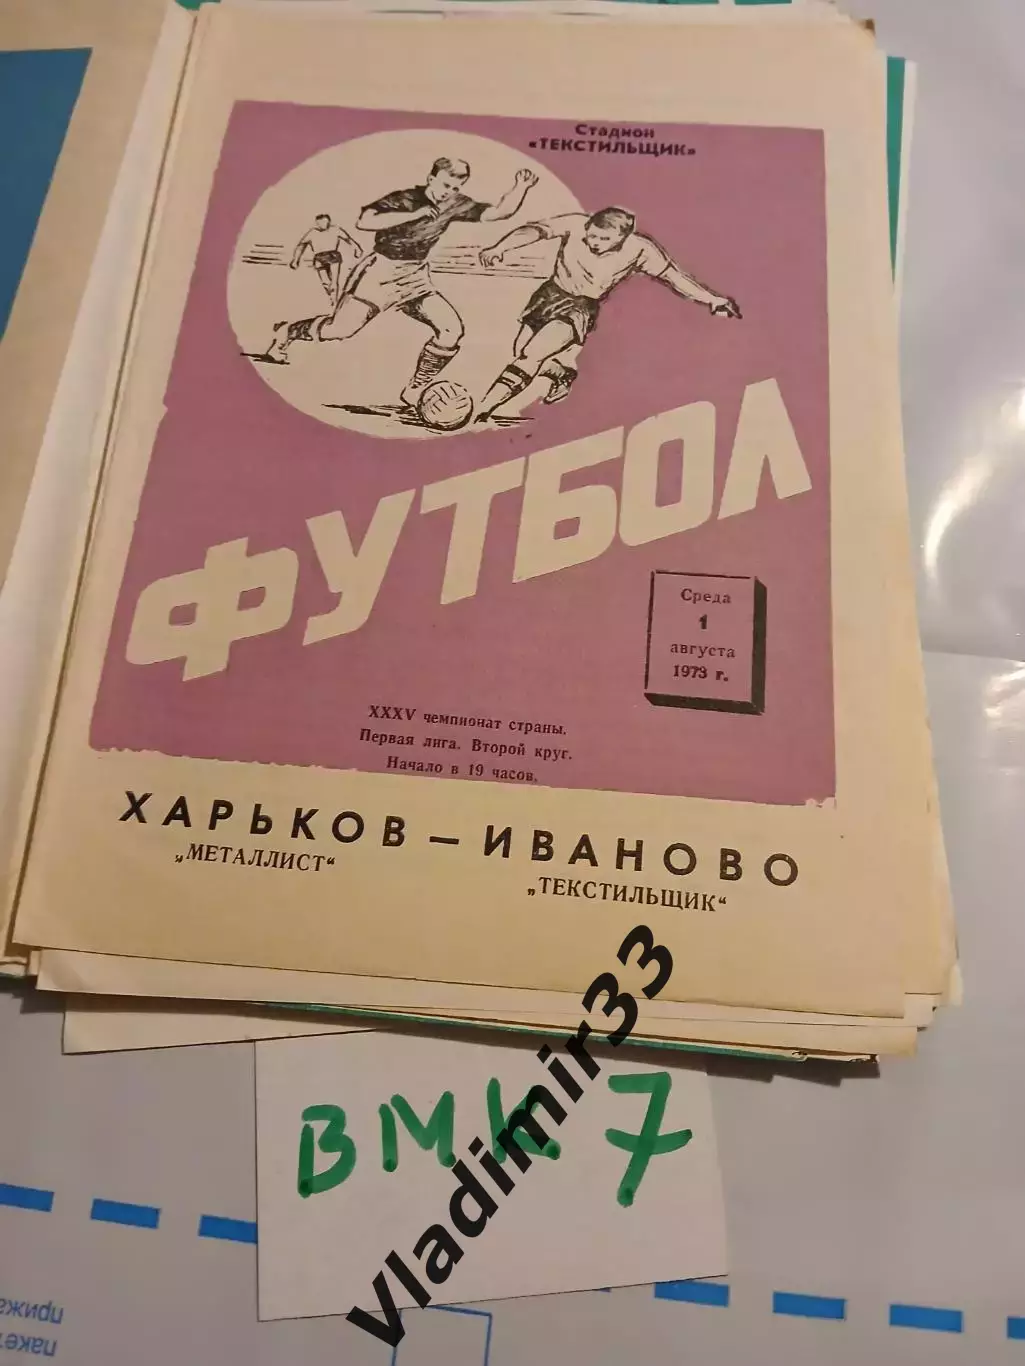 Стадион
«ТЕКСТИЛЬЩИК»
ФУТБОЛ
Среда
1
августа
1973 г.
XXXV чемпионат страны.
Первая лига. Второй круг.
Начало в 19 часов.
ХАРЬКОВ — ИВАНОВО
„МЕТАЛЛИСТ“
„ТЕКСТИЛЬЩИК“
Vladimir33
ВМК 7